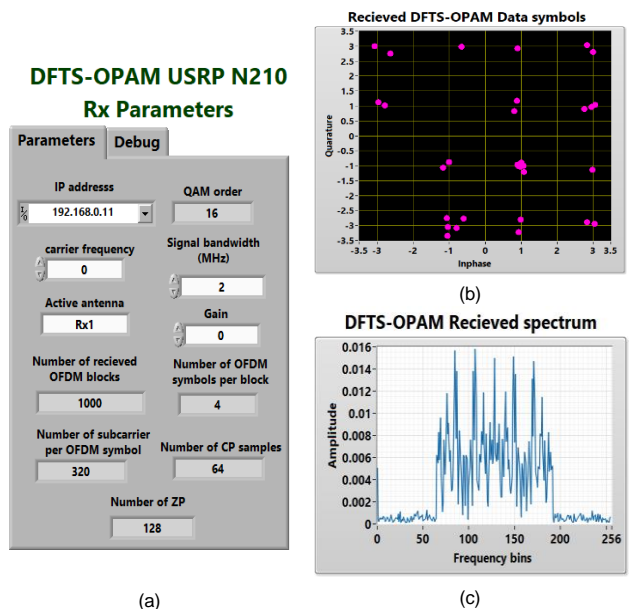 DFTS-OPAM USRP N210
Rx Parameters
Parameters
Debug
IP addresss
QAM order
192.168.0.11
16
carrier frequency
Signal bandwidth
(MHz)
0
2
Active antenna
Gain
Rx1
0
Number of recieved
OFDM blocks
Number of OFDM
symbols per block
1000
4
Number of subcarrier
per OFDM symbol
Number of CP samples
320
64
Number of ZP
128
(a)
Recieved DFTS-OPAM Data symbols
3.5
3
2.5
2
1.5
1
0.5
0
-0.5
-1
-1.5
-2
-2.5
-3
-3.5
Quarature
-3.5 -3 -2 -1 0 1 2 3 3.5
Inphase
(b)
DFTS-OPAM Recieved spectrum
0.016
0.014
0.012
0.01
0.008
0.006
0.004
0.002
0
Amplitude
0 50 100 150 200 256
Frequency bins
(c)